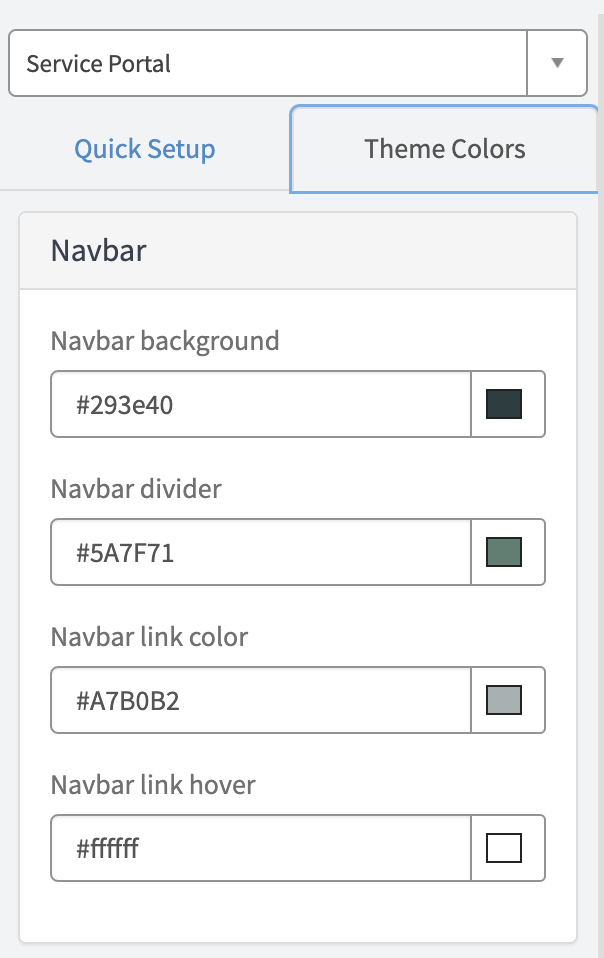 Service Portal
Quick Setup
Theme Colors
Navbar
Navbar background
#293e40
Navbar divider
#5A7F71
Navbar link color
#A7B0B2
Navbar link hover
#ffffff